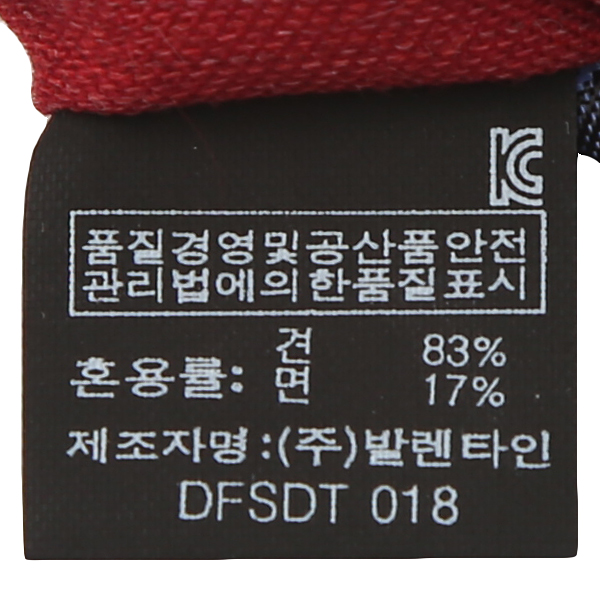 KC
품질경영및공산품안전
관리법에의한품질표시
혼용률: 견 83%
면 17%
제조자명:(주)발렌타인
DFSDT 018